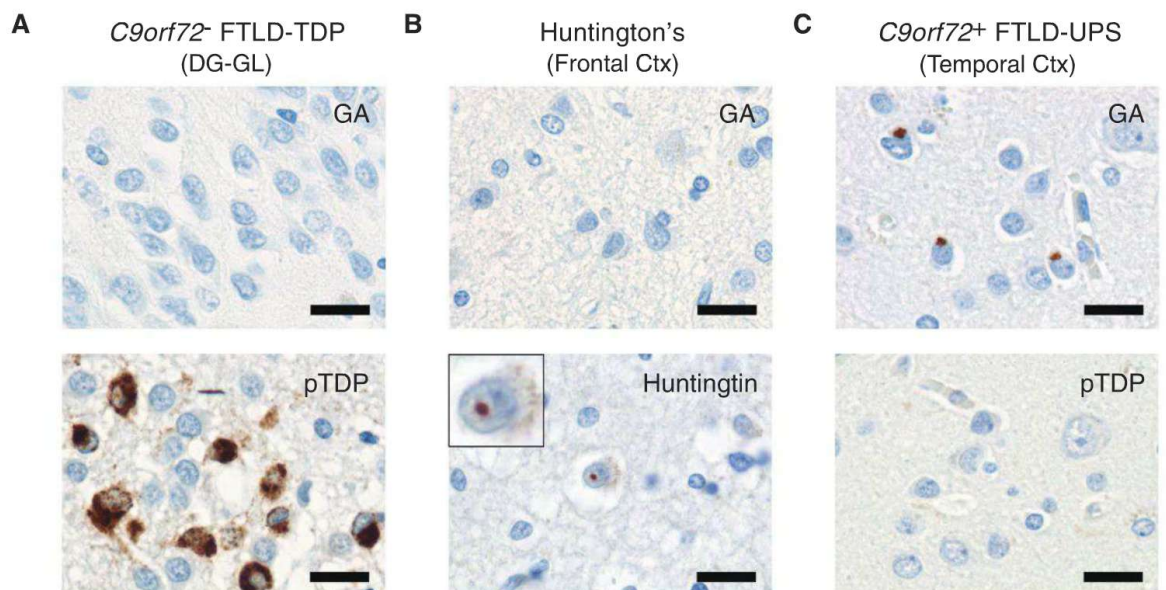 A
C9orf72- FTLD-TDP
(DG-GL)
GA
pTDP
B
Huntington's
(Frontal Ctx)
GA
Huntingtin
C
C9orf72+ FTLD-UPS
(Temporal Ctx)
GA
pTDP